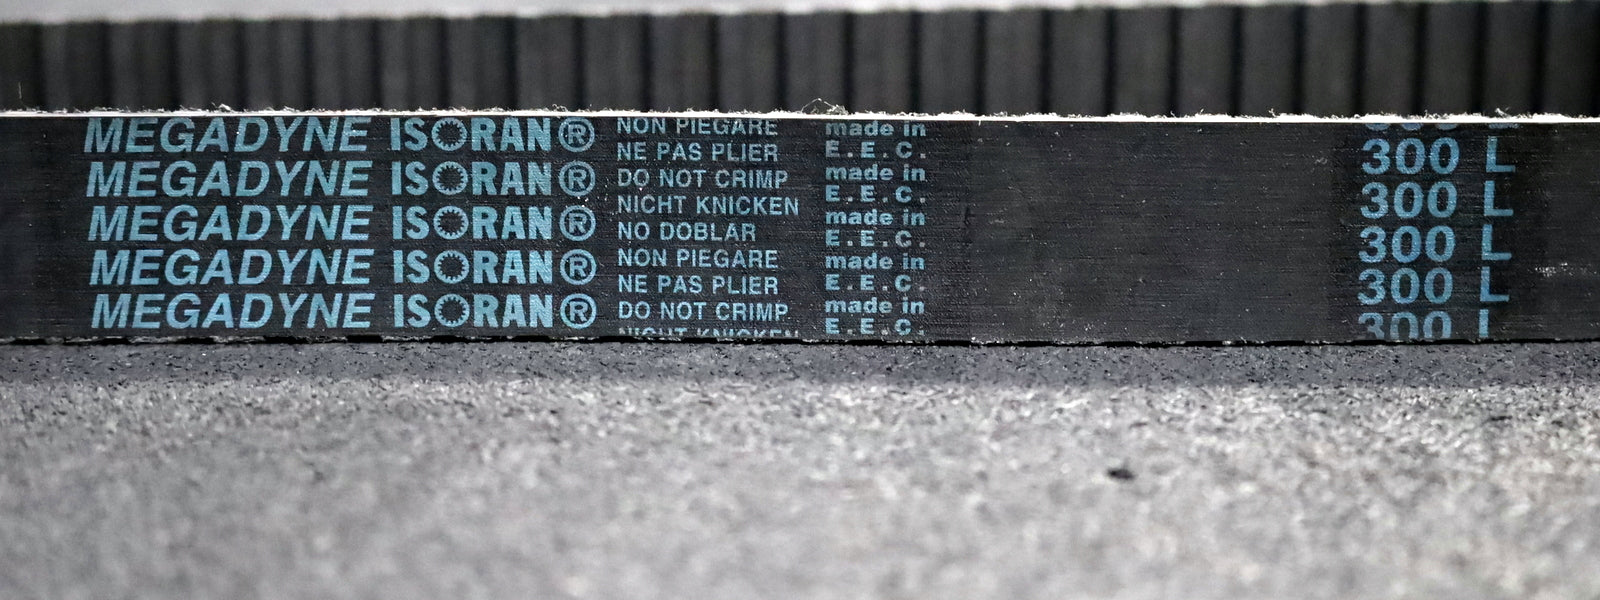 MEGADYNE ISORAN®
MEGADYNE ISORAN®
MEGADYNE ISORAN®
MEGADYNE ISORAN®
MEGADYNE ISORAN®
NON PIEGARE
NE PAS PLIER
DO NOT CRIMP
NICHT KNICKEN
NO DOBLAR
NON PIEGARE
NE PAS PLIER
DO NOT CRIMP
NICHT KNICKEN
made in
E.E.C.
made in
E.E.C.
made in
E.E.C.
made in
E.E.C.
made in
E.E.C.
300 L
300 L
300 L
300 L
300 L